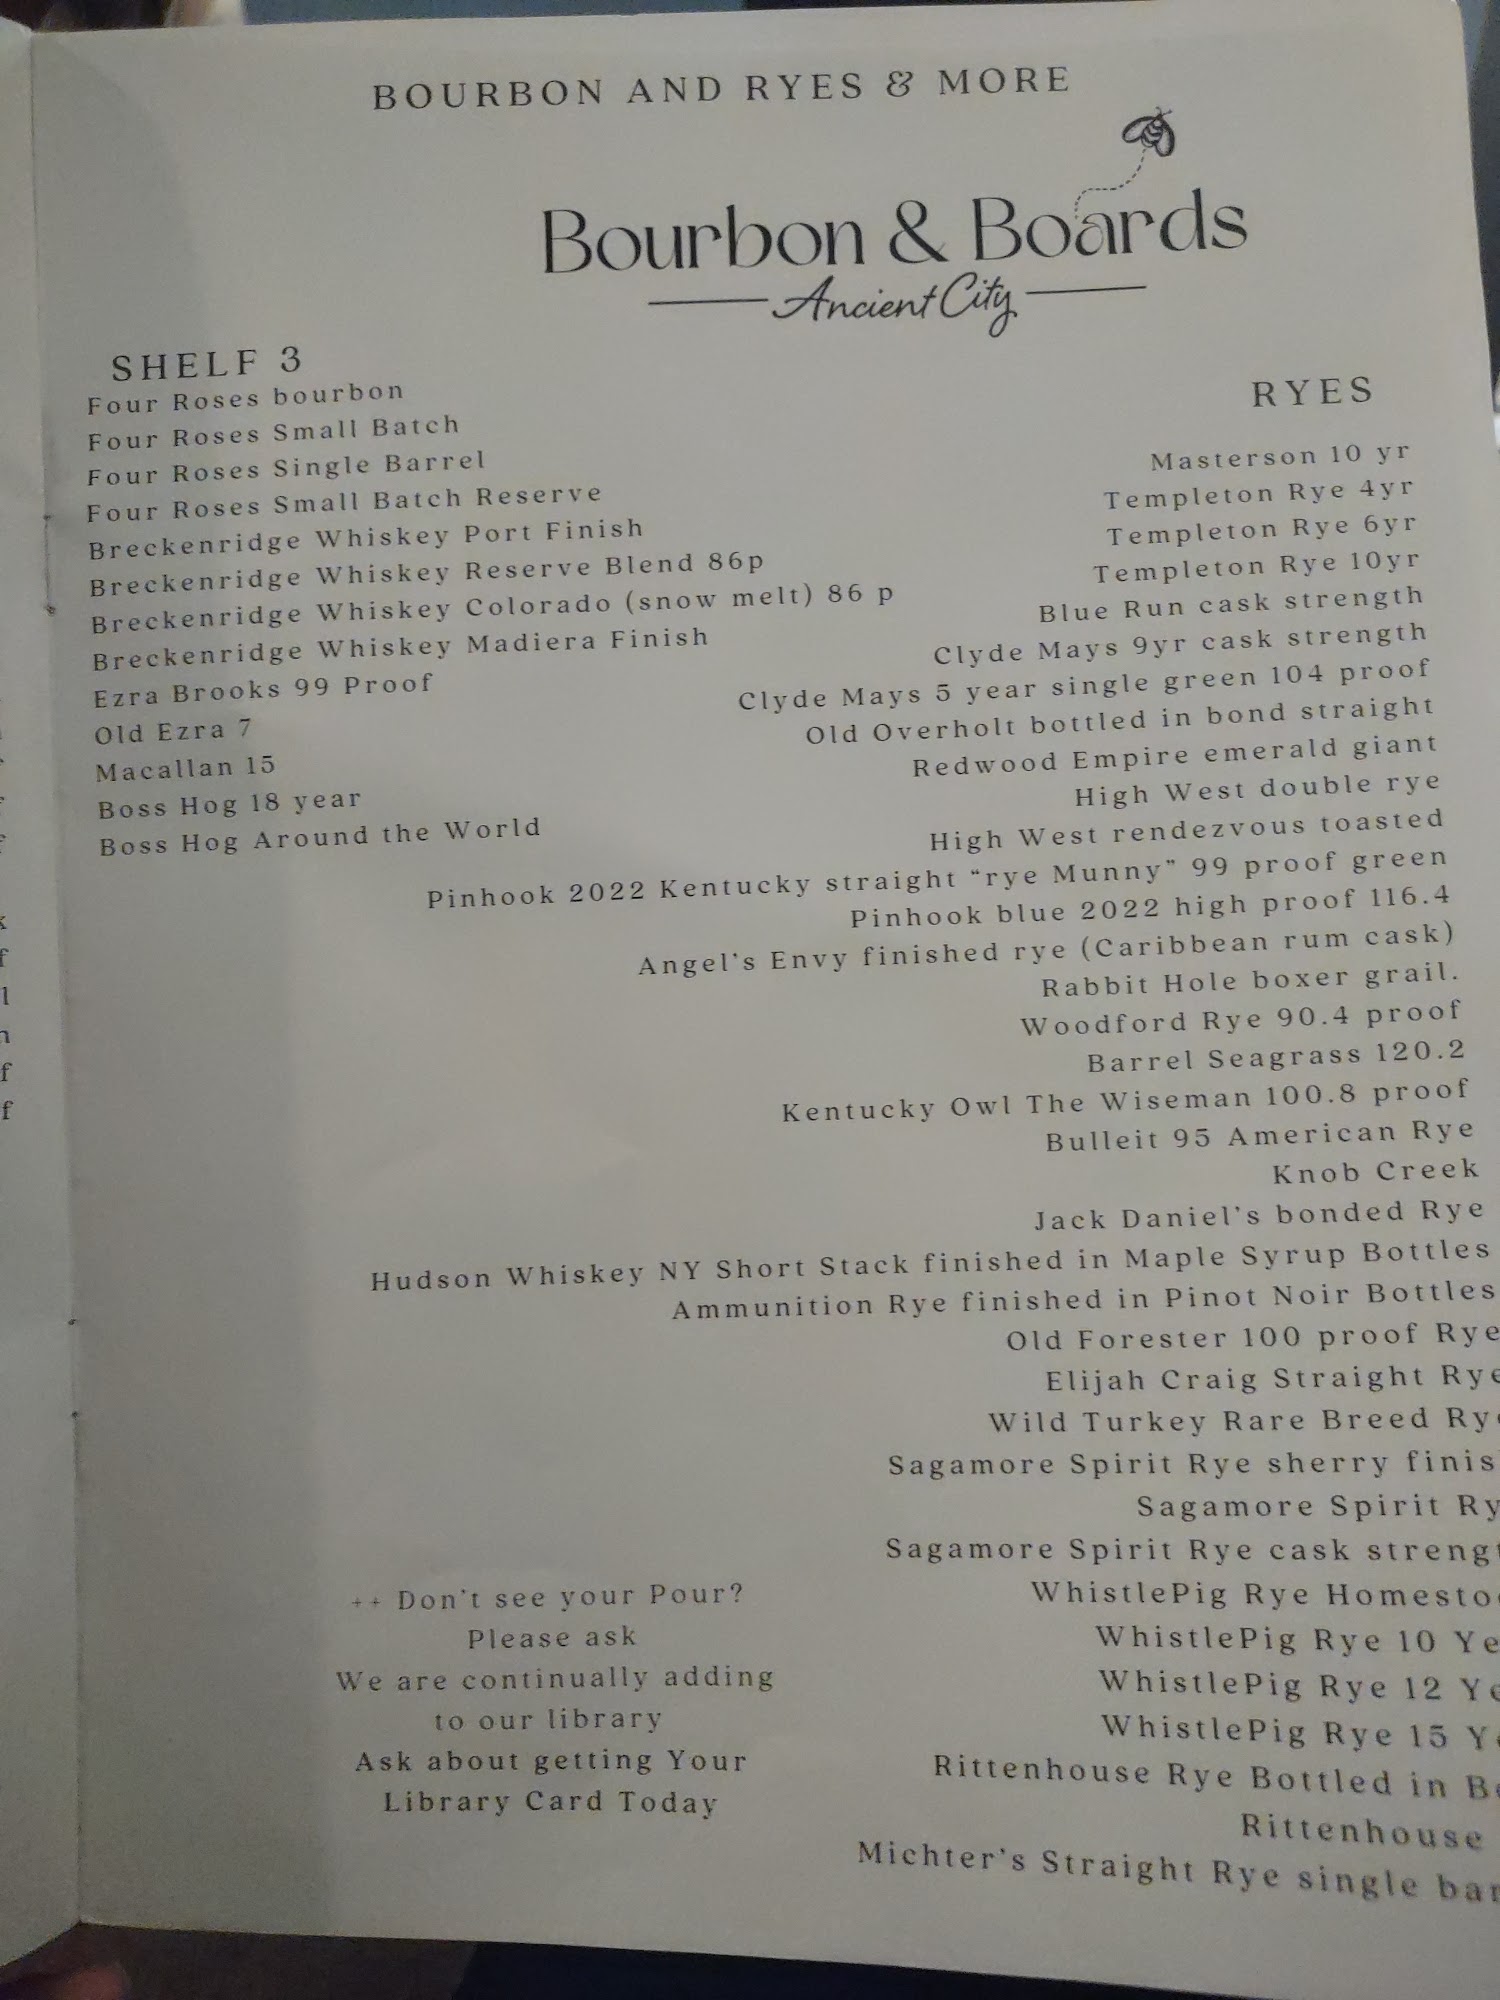 BOURBON AND RYES & MORE
Bourbon & Boards
Ancient City
SHELF 3
Four Roses bourbon
Four Roses Small Batch
Four Roses Single Barrel
Four Roses Small Batch Reserve
Breckenridge Whiskey Port Finish
Breckenridge Whiskey Reserve Blend 86p
Breckenridge Whiskey Colorado (snow melt) 86 p
Breckenridge Whiskey Madiera Finish
Ezra Brooks 99 Proof
Old Ezra 7
Macallan 15
Boss Hog 18 year
Boss Hog Around the World
RYES
Masterson 10 yr
Templeton Rye 4yr
Templeton Rye 6yr
Templeton Rye 10yr
Blue Run cask strength
Clyde Mays 9yr cask strength
Clyde Mays 5 year single green 104 proof
Old Overholt bottled in bond straight
Redwood Empire emerald giant
High West double rye
High West rendezvous toasted
Pinhook 2022 Kentucky straight "rye Munny" 99 proof green
Pinhook blue 2022 high proof 116.4
Angel's Envy finished rye (Caribbean rum cask)
Rabbit Hole boxer grail.
Woodford Rye 90.4 proof
Barrel Seagrass 120.2
Kentucky Owl The Wiseman 100.8 proof
Bulleit 95 American Rye
Knob Creek
Jack Daniel's bonded Rye
Hudson Whiskey NY Short Stack finished in Maple Syrup Bottles
Ammunition Rye finished in Pinot Noir Bottles
Old Forester 100 proof Rye
Elijah Craig Straight Rye
Wild Turkey Rare Breed Rye
Sagamore Spirit Rye sherry finis
Sagamore Spirit Ry
Sagamore Spirit Rye cask strengt
WhistlePig Rye Homesto
WhistlePig Rye 10 Ye
WhistlePig Rye 12 Ye
WhistlePig Rye 15 Y
Rittenhouse Rye Bottled in B
Rittenhouse
Michter's Straight Rye single bar
++ Don't see your Pour?
Please ask
We are continually adding
to our library
Ask about getting Your
Library Card Today